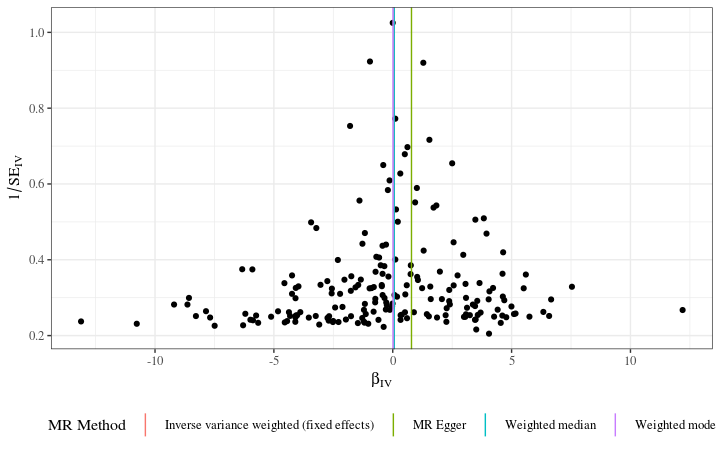 1.0
0.8
0.6
0.4
0.2
1/SE_IV
-10
-5
0
5
10
β_IV
MR Method
Inverse variance weighted (fixed effects)
MR Egger
Weighted median
Weighted mode